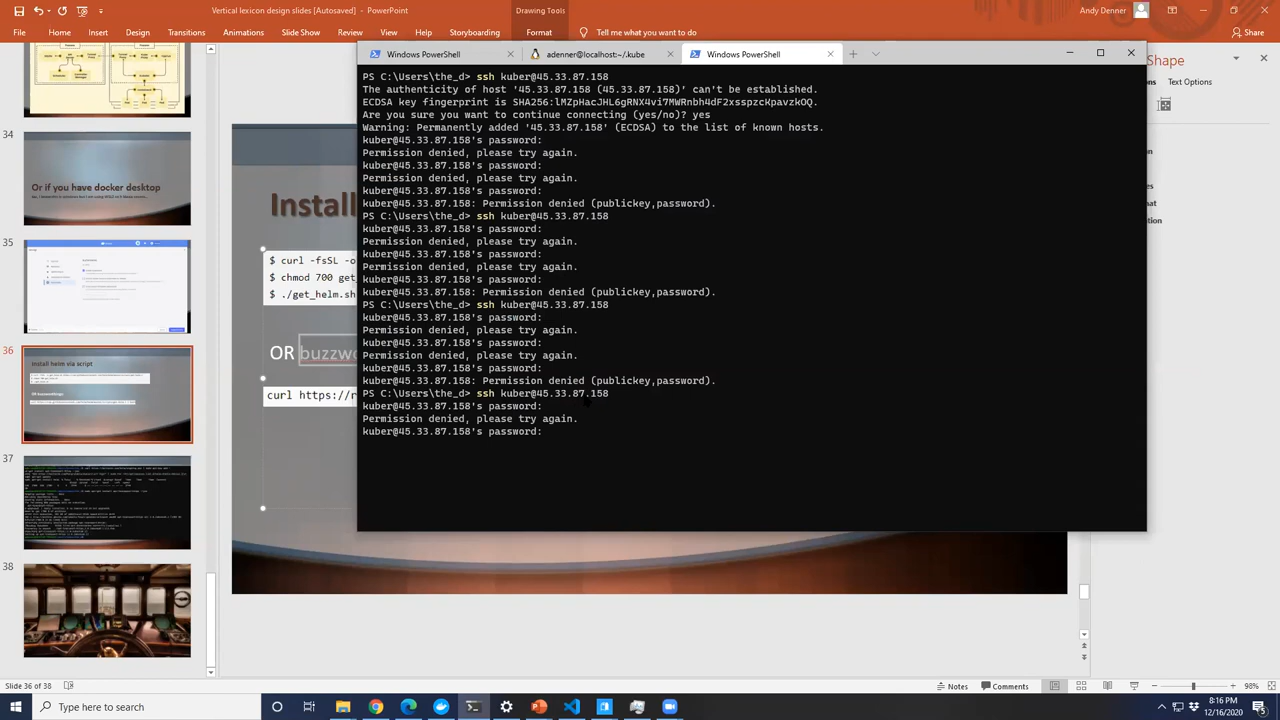 Vertical lexicon design slides [Autosaved] - PowerPoint
Drawing Tools
Andy Denner
File Home Insert Design Transitions Animations Slide Show Review View Help Format Tell me what you want to do Share
Windows PowerShell
adenner@localhost:~/.kube
Windows PowerShell
Shape
Text Options
34
Or if you have docker desktop
35
36
Install helm via script
37
38
Install
$ curl -fsSL -o
$ chmod 700 get_
$ ./get_helm.sh
OR buzzwo
curl https://r
PS C:\Users\the_d> ssh kuber@45.33.87.158
The authenticity of host '45.33.87.158 (45.33.87.158)' can't be established.
ECDSA key fingerprint is SHA256:lMZpHacJHL6gRNX4vi7MWRnbh4dF2xsspzcKpavzkOQ.
Are you sure you want to continue connecting (yes/no)? yes
Warning: Permanently added '45.33.87.158' (ECDSA) to the list of known hosts.
kuber@45.33.87.158's password:
Permission denied, please try again.
kuber@45.33.87.158's password:
Permission denied, please try again.
kuber@45.33.87.158's password:
kuber@45.33.87.158: Permission denied (publickey,password).
PS C:\Users\the_d> ssh kuber@45.33.87.158
kuber@45.33.87.158's password:
Permission denied, please try again.
kuber@45.33.87.158's password:
Permission denied, please try again.
kuber@45.33.87.158's password:
kuber@45.33.87.158: Permission denied (publickey,password).
PS C:\Users\the_d> ssh kuber@45.33.87.158
kuber@45.33.87.158's password:
Permission denied, please try again.
kuber@45.33.87.158's password:
Permission denied, please try again.
kuber@45.33.87.158's password:
kuber@45.33.87.158: Permission denied (publickey,password).
PS C:\Users\the_d> ssh kuber@45.33.87.158
kuber@45.33.87.158's password:
Permission denied, please try again.
kuber@45.33.87.158's password:
Slide 36 of 38
Notes Comments 98%
Type here to search
8:16 PM
12/16/2020